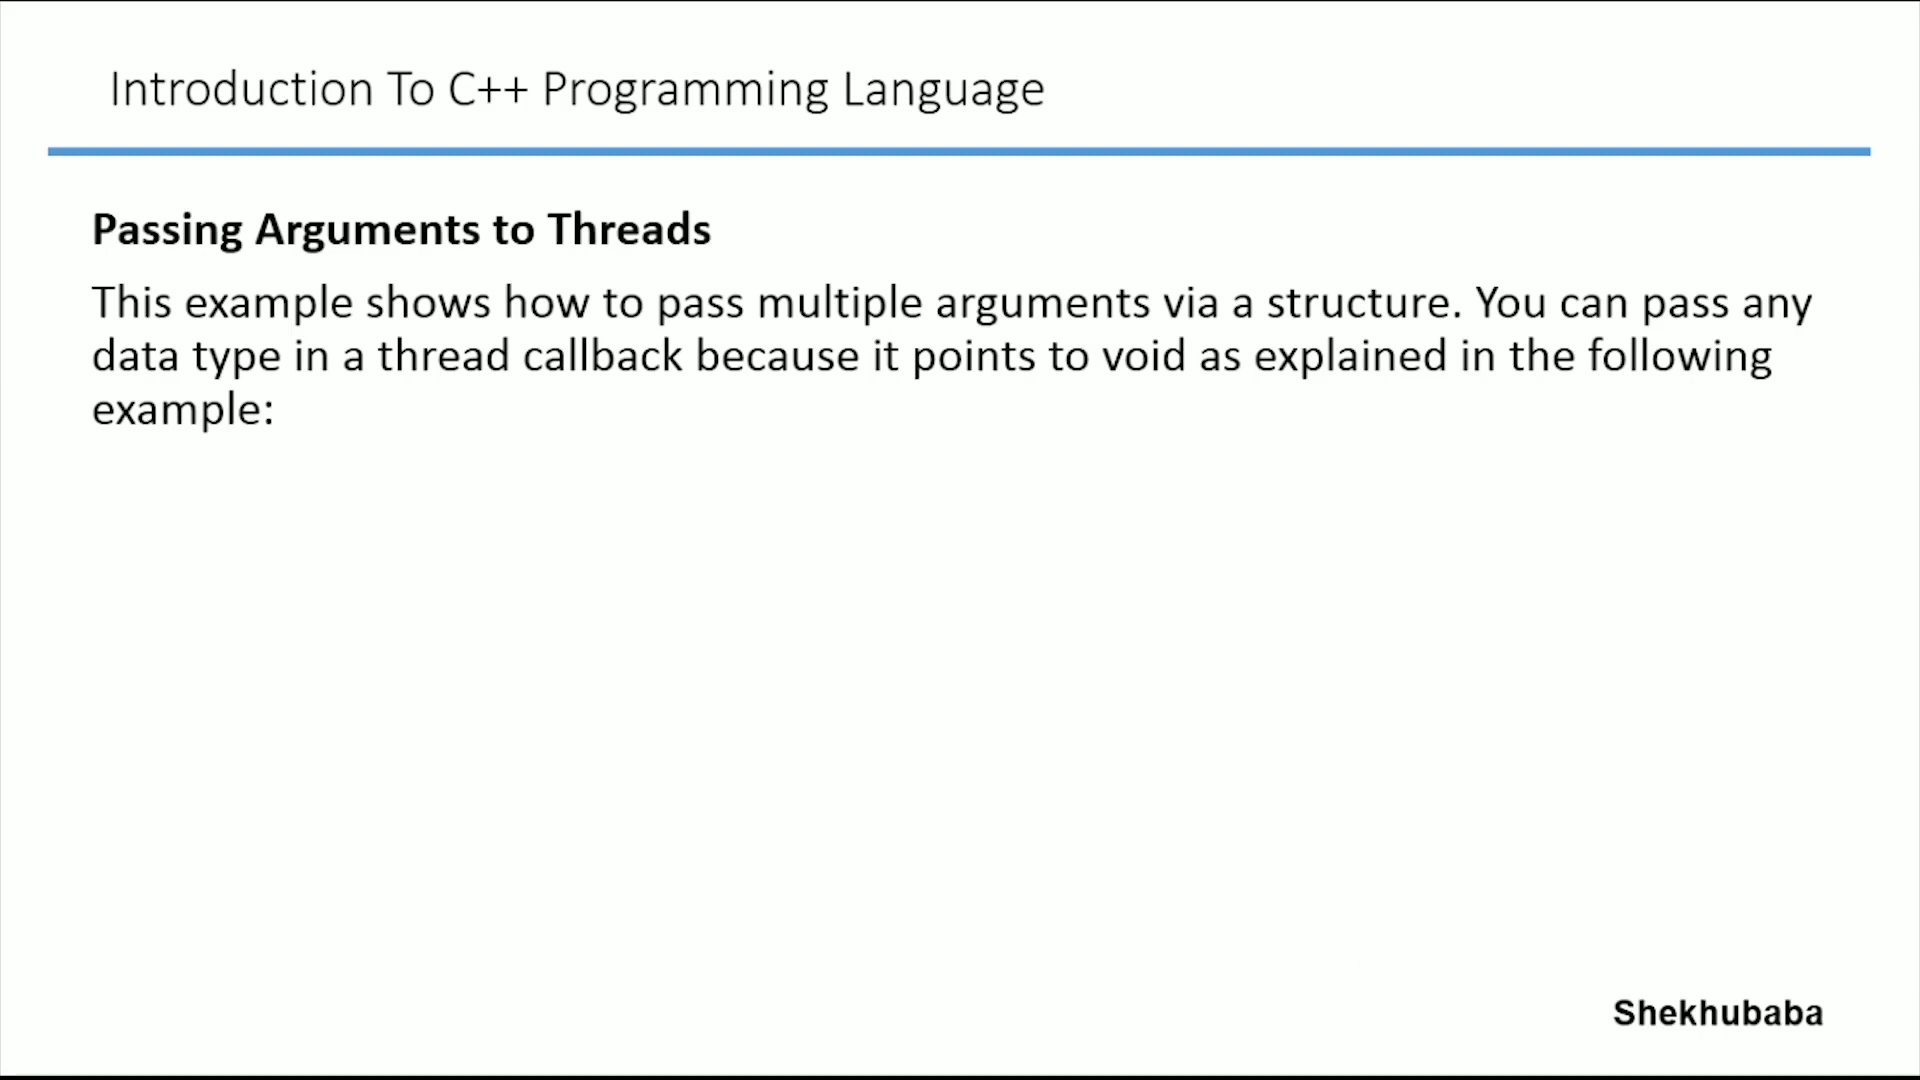 Introduction To C++ Programming Language
Passing Arguments to Threads
This example shows how to pass multiple arguments via a structure. You can pass any
data type in a thread callback because it points to void as explained in the following
example:
Shekhubaba